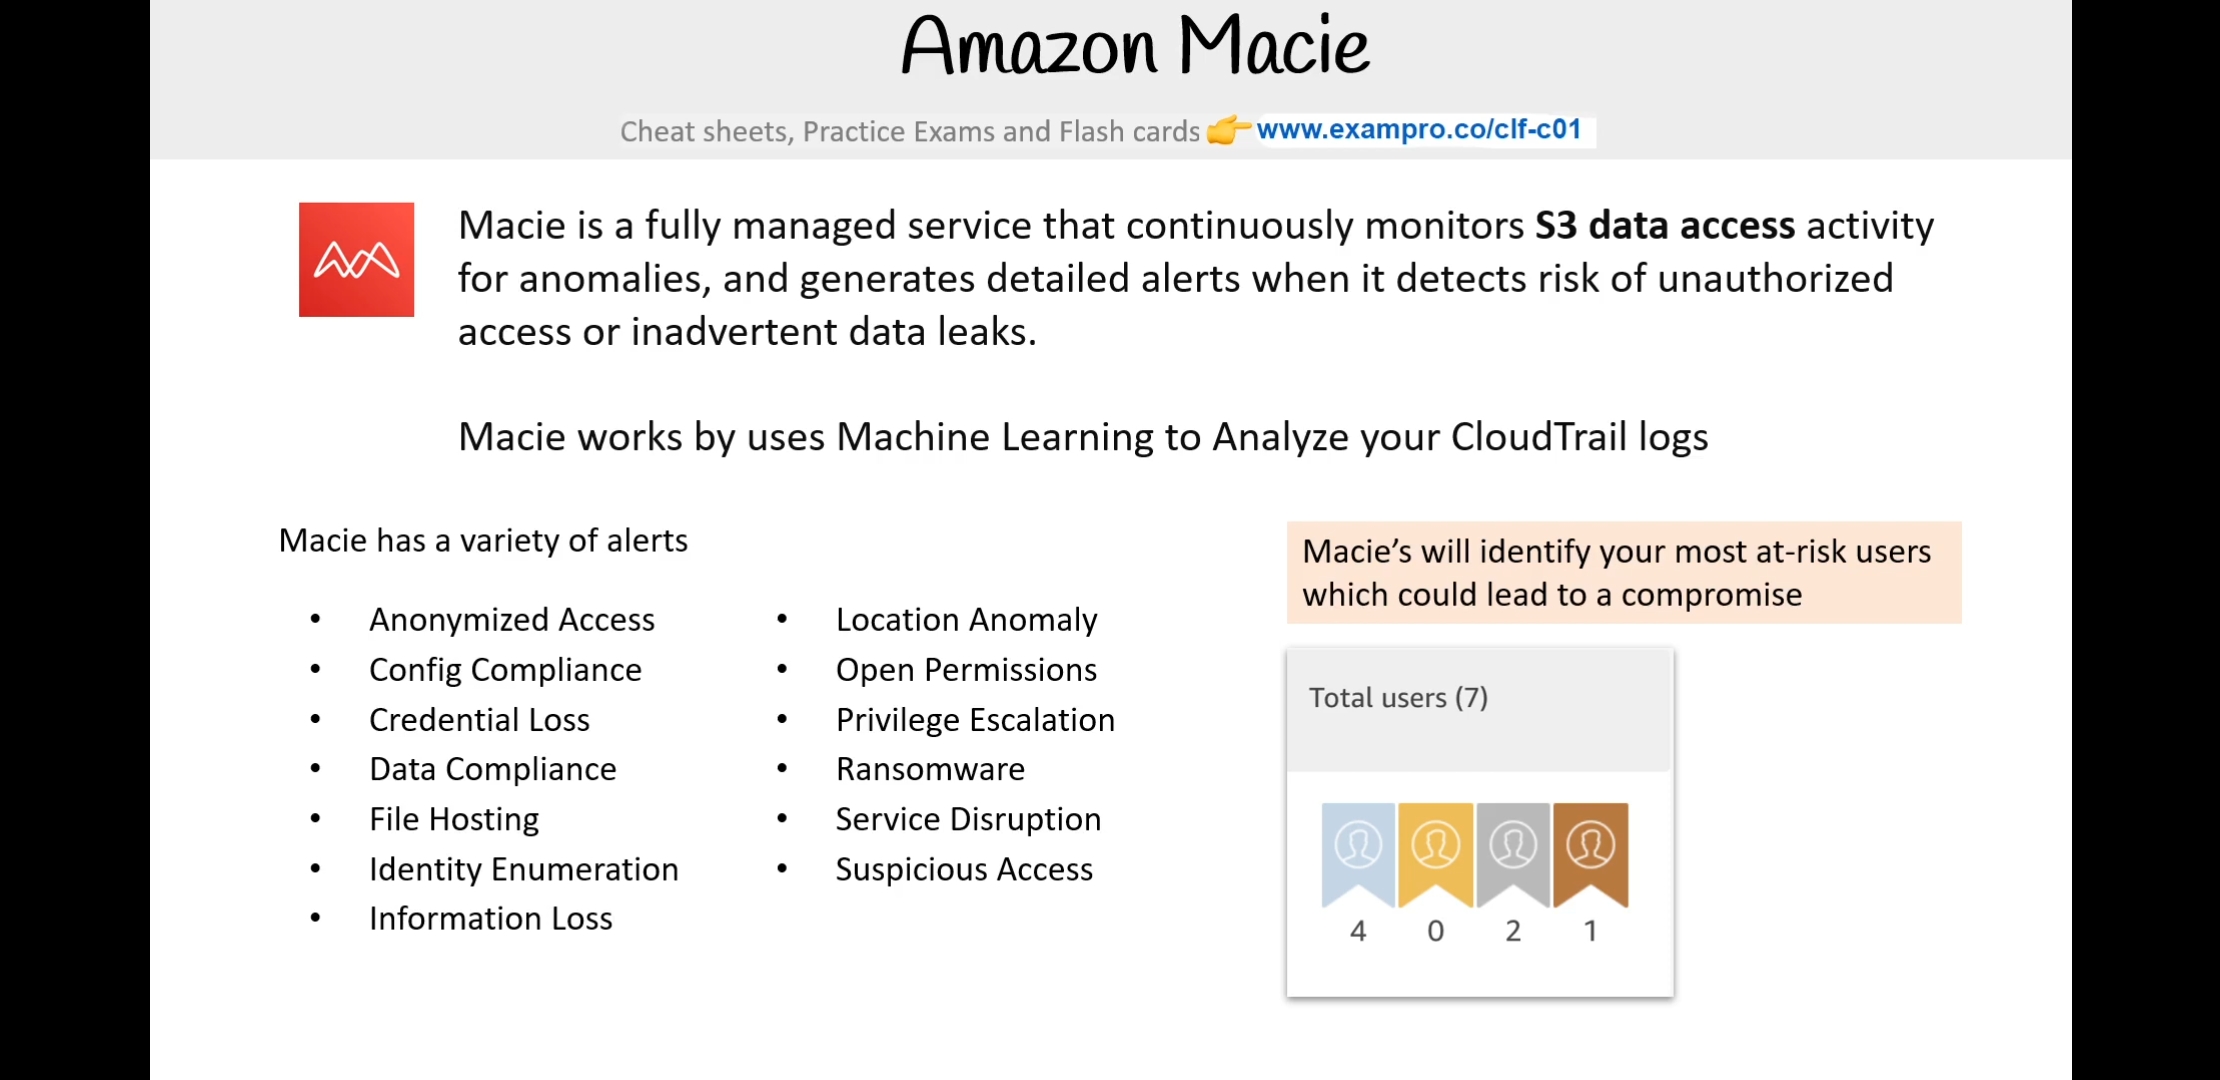 Amazon Macie
Cheat sheets, Practice Exams and Flash cards 👉 www.exampro.co/clf-c01
Macie is a fully managed service that continuously monitors S3 data access activity
for anomalies, and generates detailed alerts when it detects risk of unauthorized
access or inadvertent data leaks.
Macie works by uses Machine Learning to Analyze your CloudTrail logs
Macie has a variety of alerts
• Anonymized Access
• Config Compliance
• Credential Loss
• Data Compliance
• File Hosting
• Identity Enumeration
• Information Loss
• Location Anomaly
• Open Permissions
• Privilege Escalation
• Ransomware
• Service Disruption
• Suspicious Access
Macie’s will identify your most at-risk users
which could lead to a compromise
Total users (7)
4 0 2 1